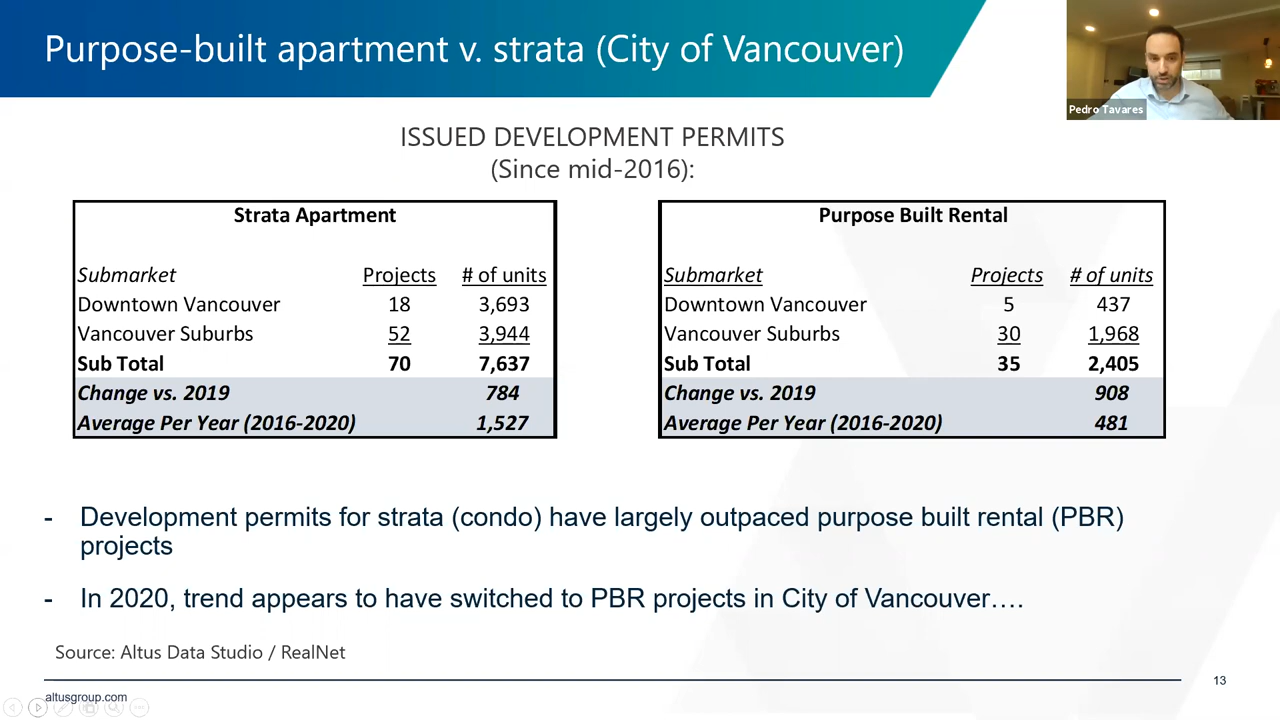 Purpose-built apartment v. strata (City of Vancouver)
Pedro Tavares
ISSUED DEVELOPMENT PERMITS
(Since mid-2016):
Strata Apartment
Submarket Projects # of units
Downtown Vancouver 18 3,693
Vancouver Suburbs 52 3,944
Sub Total 70 7,637
Change vs. 2019 784
Average Per Year (2016-2020) 1,527
Purpose Built Rental
Submarket Projects # of units
Downtown Vancouver 5 437
Vancouver Suburbs 30 1,968
Sub Total 35 2,405
Change vs. 2019 908
Average Per Year (2016-2020) 481
- Development permits for strata (condo) have largely outpaced purpose built rental (PBR)
projects
- In 2020, trend appears to have switched to PBR projects in City of Vancouver….
Source: Altus Data Studio / RealNet
13
altusgroup.com